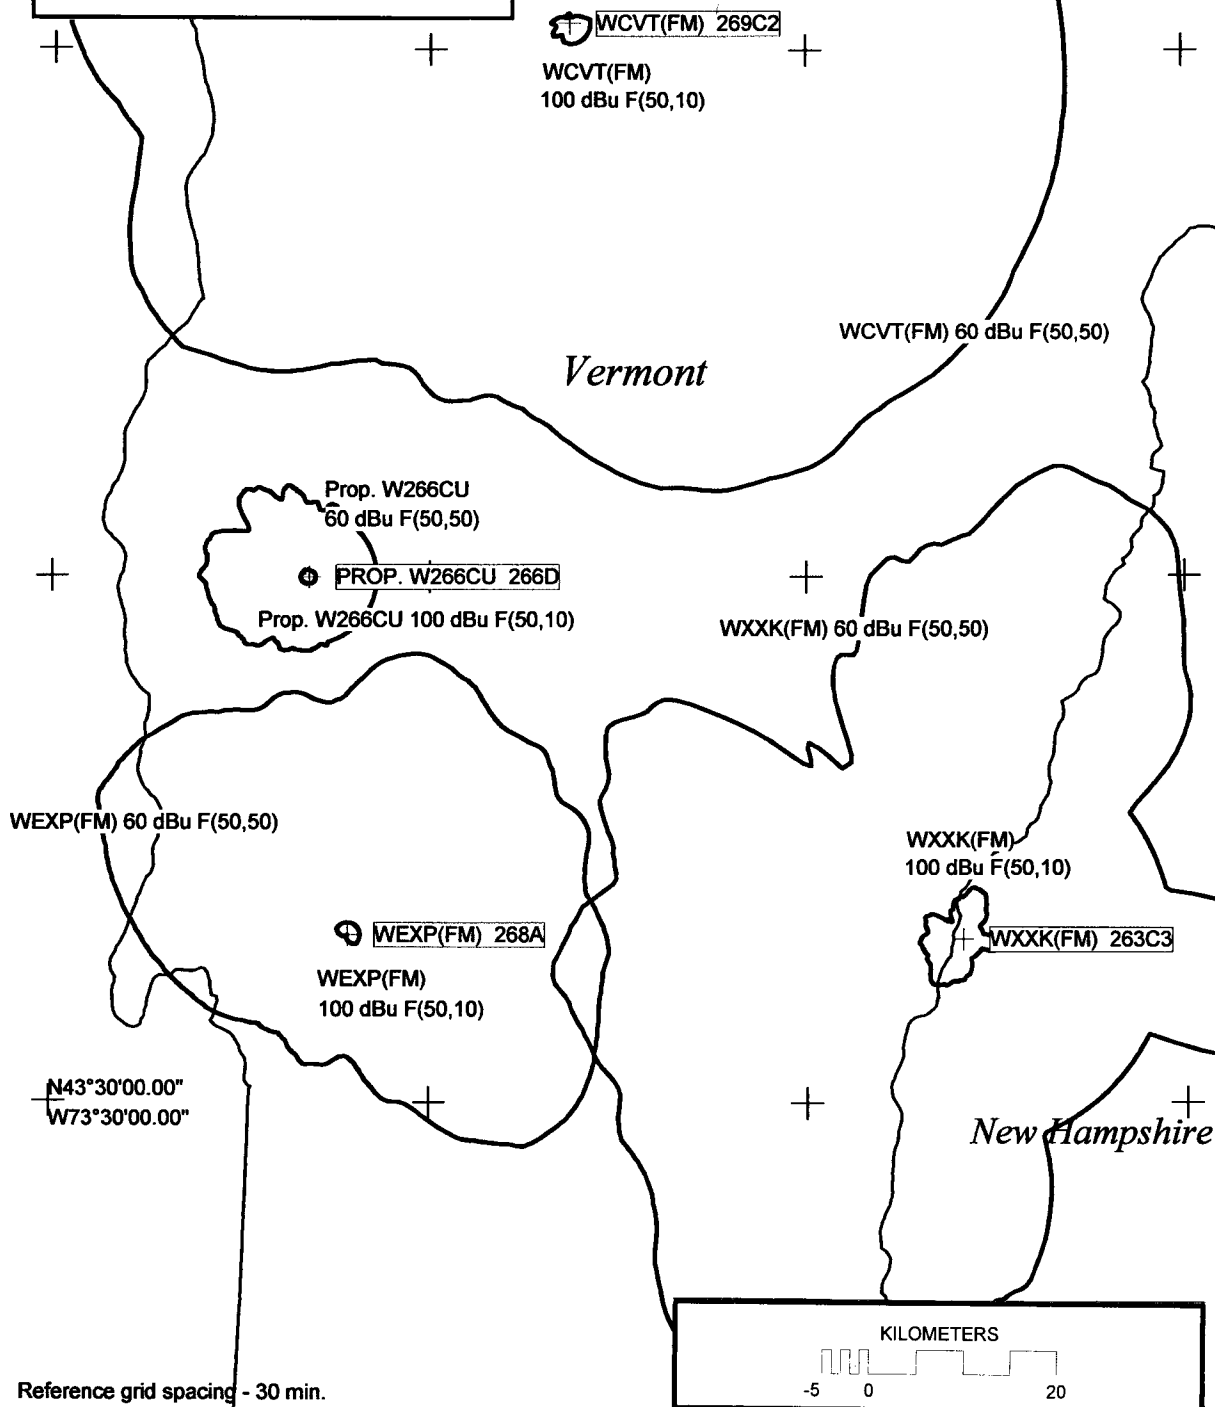 WCVT(FM) 269C2
WCVT(FM)
100 dBu F(50,10)
WCVT(FM) 60 dBu F(50,50)
Vermont
Prop. W266CU
60 dBu F(50,50)
PROP. W266CU 266D
Prop. W266CU 100 dBu F(50,10)
WXXK(FM) 60 dBu F(50,50)
WEXP(FM) 60 dBu F(50,50)
WXXK(FM)
100 dBu F(50,10)
WEXP(FM) 268A
WXXK(FM) 263C3
WEXP(FM)
100 dBu F(50,10)
N43°30'00.00"
W73°30'00.00"
New Hampshire
KILOMETERS
-5 0 20
Reference grid spacing - 30 min.